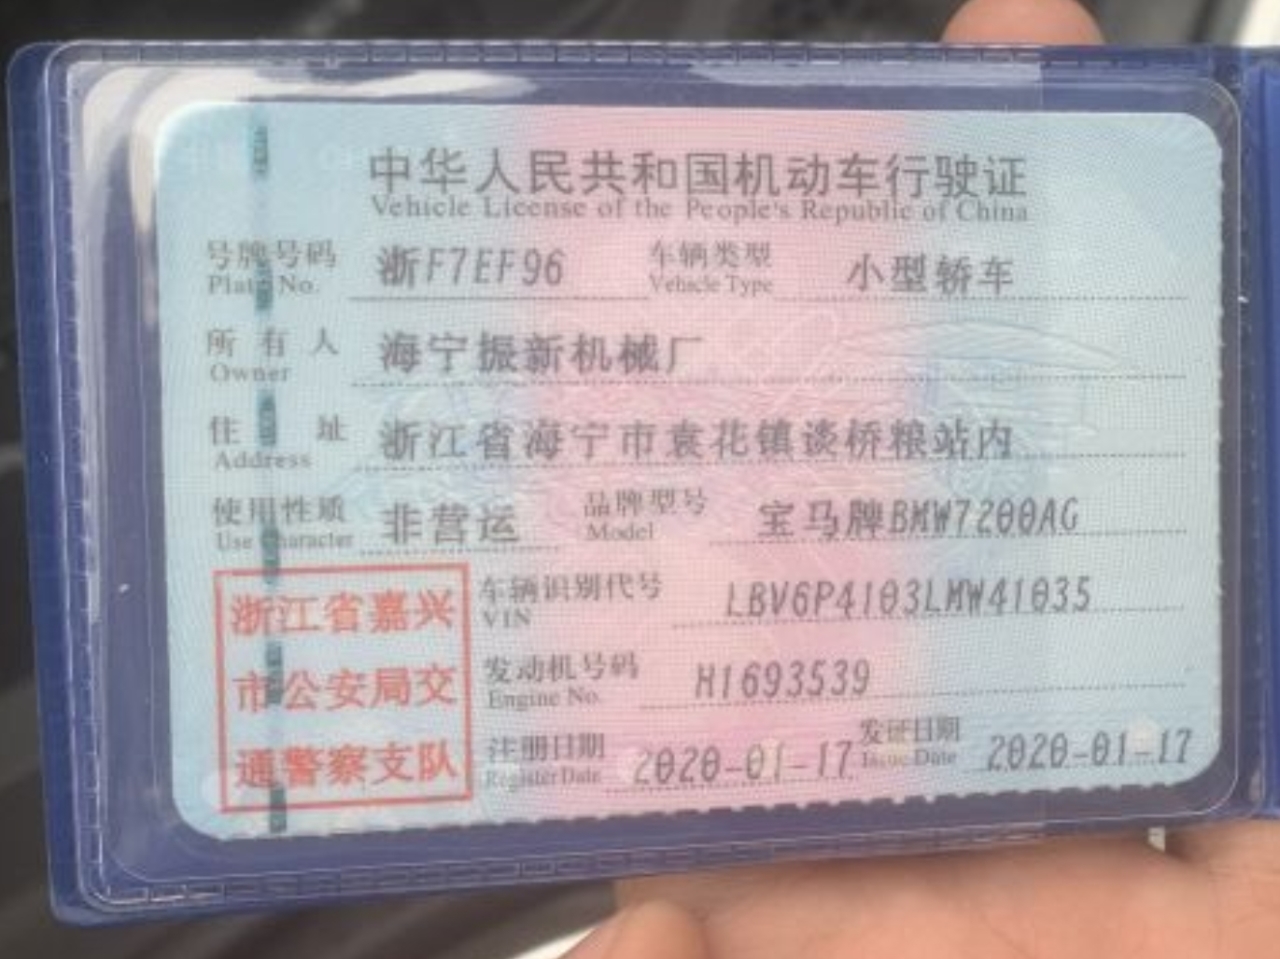 中华人民共和国机动车行驶证
Vehicle License of the People's Republic of China
号牌号码 浙F7EF96 车辆类型 小型轿车
Plate No. Vehicle Type
所有人 海宁振新机械厂
Owner
住址 浙江省海宁市袁花镇谈桥粮站内
Address
使用性质 非营运 品牌型号 宝马牌BMW7200AG
Use Character Model
浙江省嘉兴
市公安局交
通警察支队
车辆识别代号 LBV6P4103LMW41035
VIN
发动机号码 H1693539
Engine No.
注册日期 2020-01-17 发证日期 2020-01-17
Register Date Issue Date